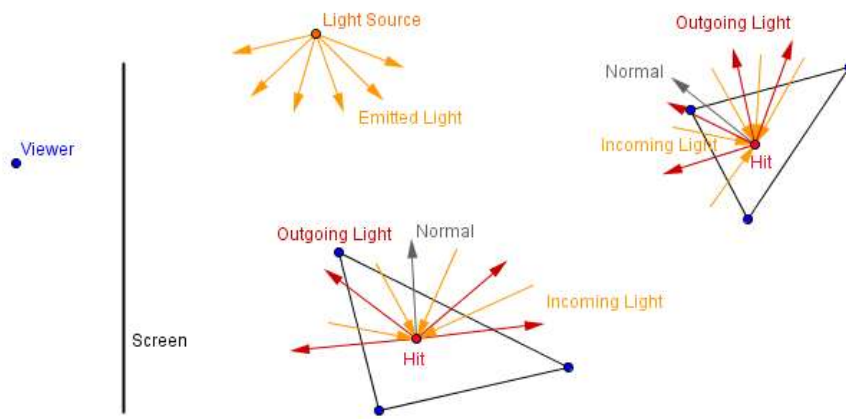 Light Source
Outgoing Light
Normal
Emitted Light
Viewer
Incoming Light
Hit
Outgoing Light
Normal
Incoming Light
Screen
Hit